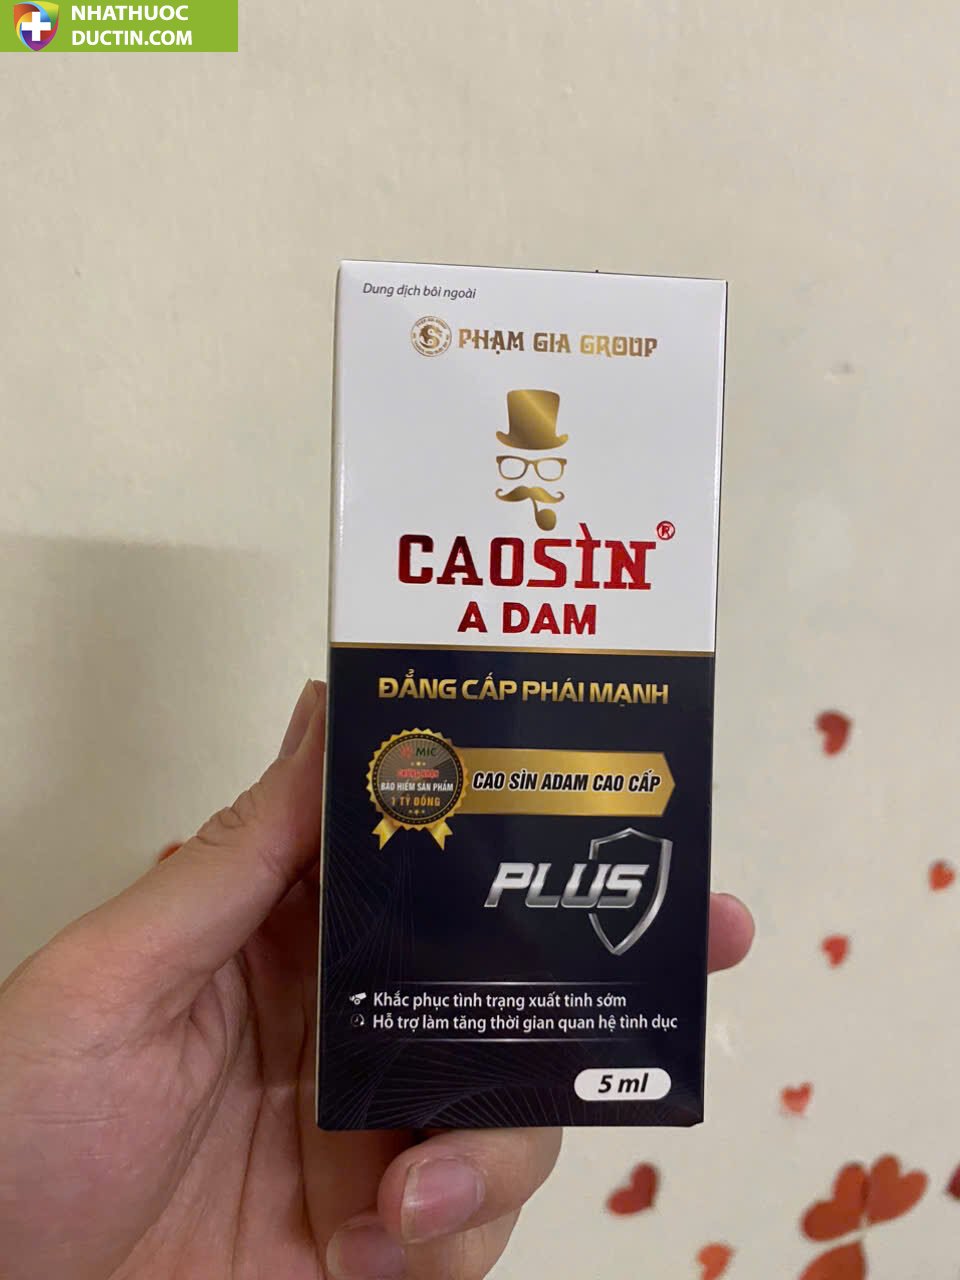 NHATHUOC
DUCTIN.COM
Dung dịch bôi ngoài
PHẠM GIA GROUP
CAOSÌN®
A DAM
ĐẲNG CẤP PHÁI MẠNH
MIC
CHỨNG NHẬN
BẢO HIỂM SẢN PHẨM
1 TỶ ĐỒNG
CAO SÌN ADAM CAO CẤP
PLUS
Khắc phục tình trạng xuất tinh sớm
Hỗ trợ làm tăng thời gian quan hệ tình dục
5 ml